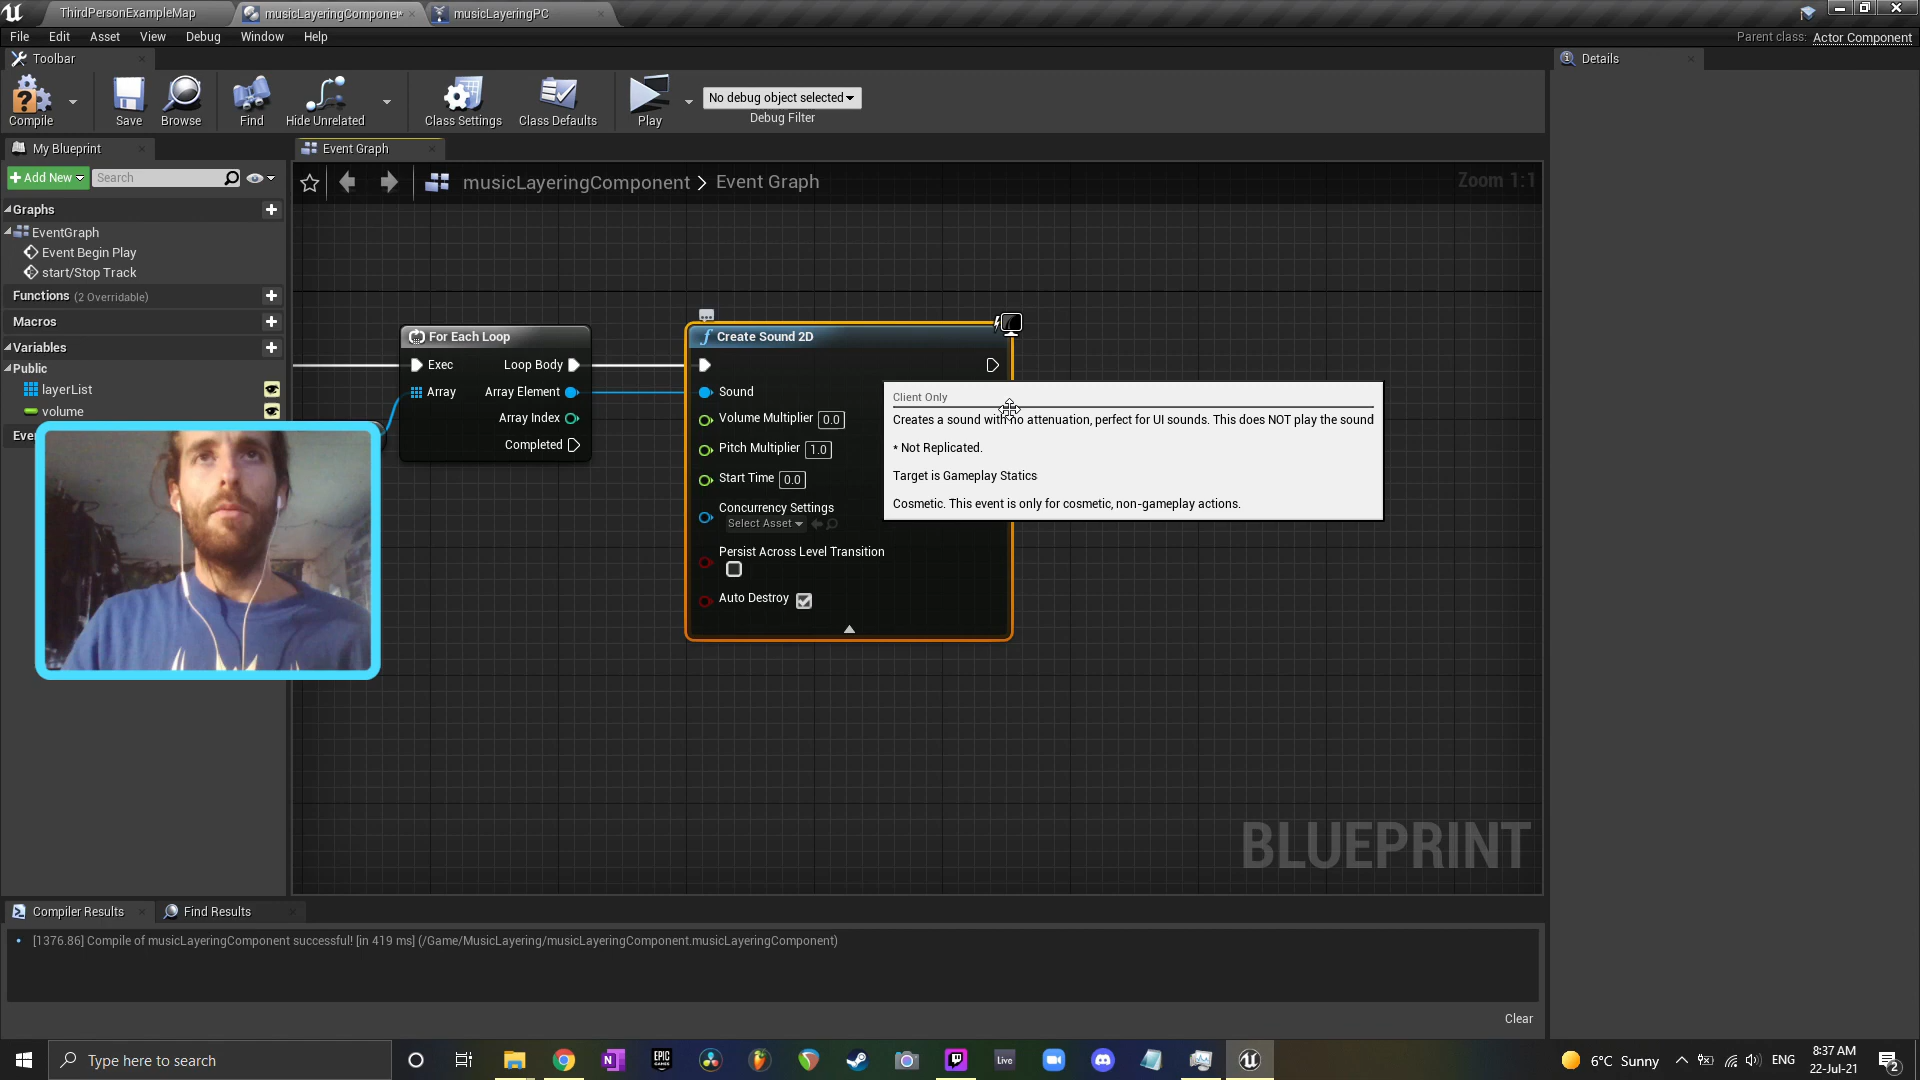 ThirdPersonExampleMap
musicLayeringComponen*
musicLayeringPC
File Edit Asset View Debug Window Help
Parent class: Actor Component
Toolbar
Details
Compile
Save
Browse
Find
Hide Unrelated
Class Settings
Class Defaults
Play
No debug object selected
Debug Filter
My Blueprint
Event Graph
Add New
Search
musicLayeringComponent > Event Graph
Zoom 1:1
Graphs
EventGraph
Event Begin Play
start/Stop Track
Functions (2 Overridable)
Macros
Variables
Public
layerList
volume
For Each Loop
Exec
Loop Body
Array
Array Element
Array Index
Completed
Create Sound 2D
Sound
Volume Multiplier 0.0
Pitch Multiplier 1.0
Start Time 0.0
Concurrency Settings
Select Asset
Persist Across Level Transition
Auto Destroy
Client Only
Creates a sound with no attenuation, perfect for UI sounds. This does NOT play the sound
* Not Replicated.
Target is Gameplay Statics
Cosmetic. This event is only for cosmetic, non-gameplay actions.
BLUEPRINT
Compiler Results
Find Results
[1376.86] Compile of musicLayeringComponent successful! [in 419 ms] (/Game/MusicLayering/musicLayeringComponent.musicLayeringComponent)
Clear
Type here to search
EPIC
GAMES
Live
6°C Sunny
ENG
8:37 AM
22-Jul-21
2